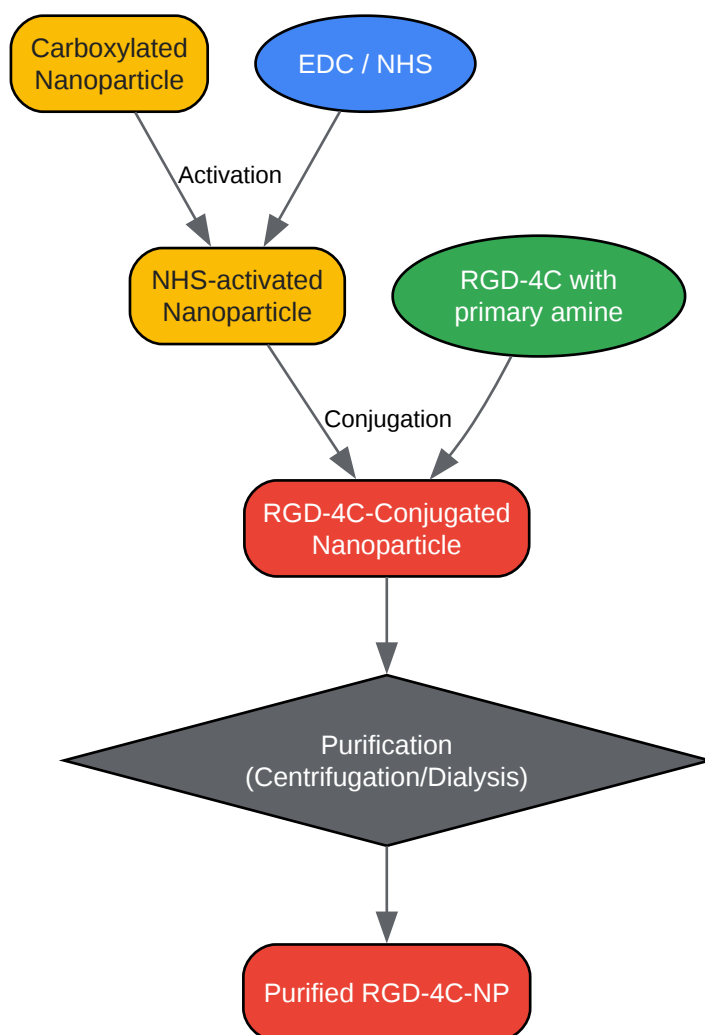 Carboxylated
Nanoparticle
EDC / NHS
Activation
NHS-activated
Nanoparticle
RGD-4C with
primary amine
Conjugation
RGD-4C-Conjugated
Nanoparticle
Purification
(Centrifugation/Dialysis)
Purified RGD-4C-NP